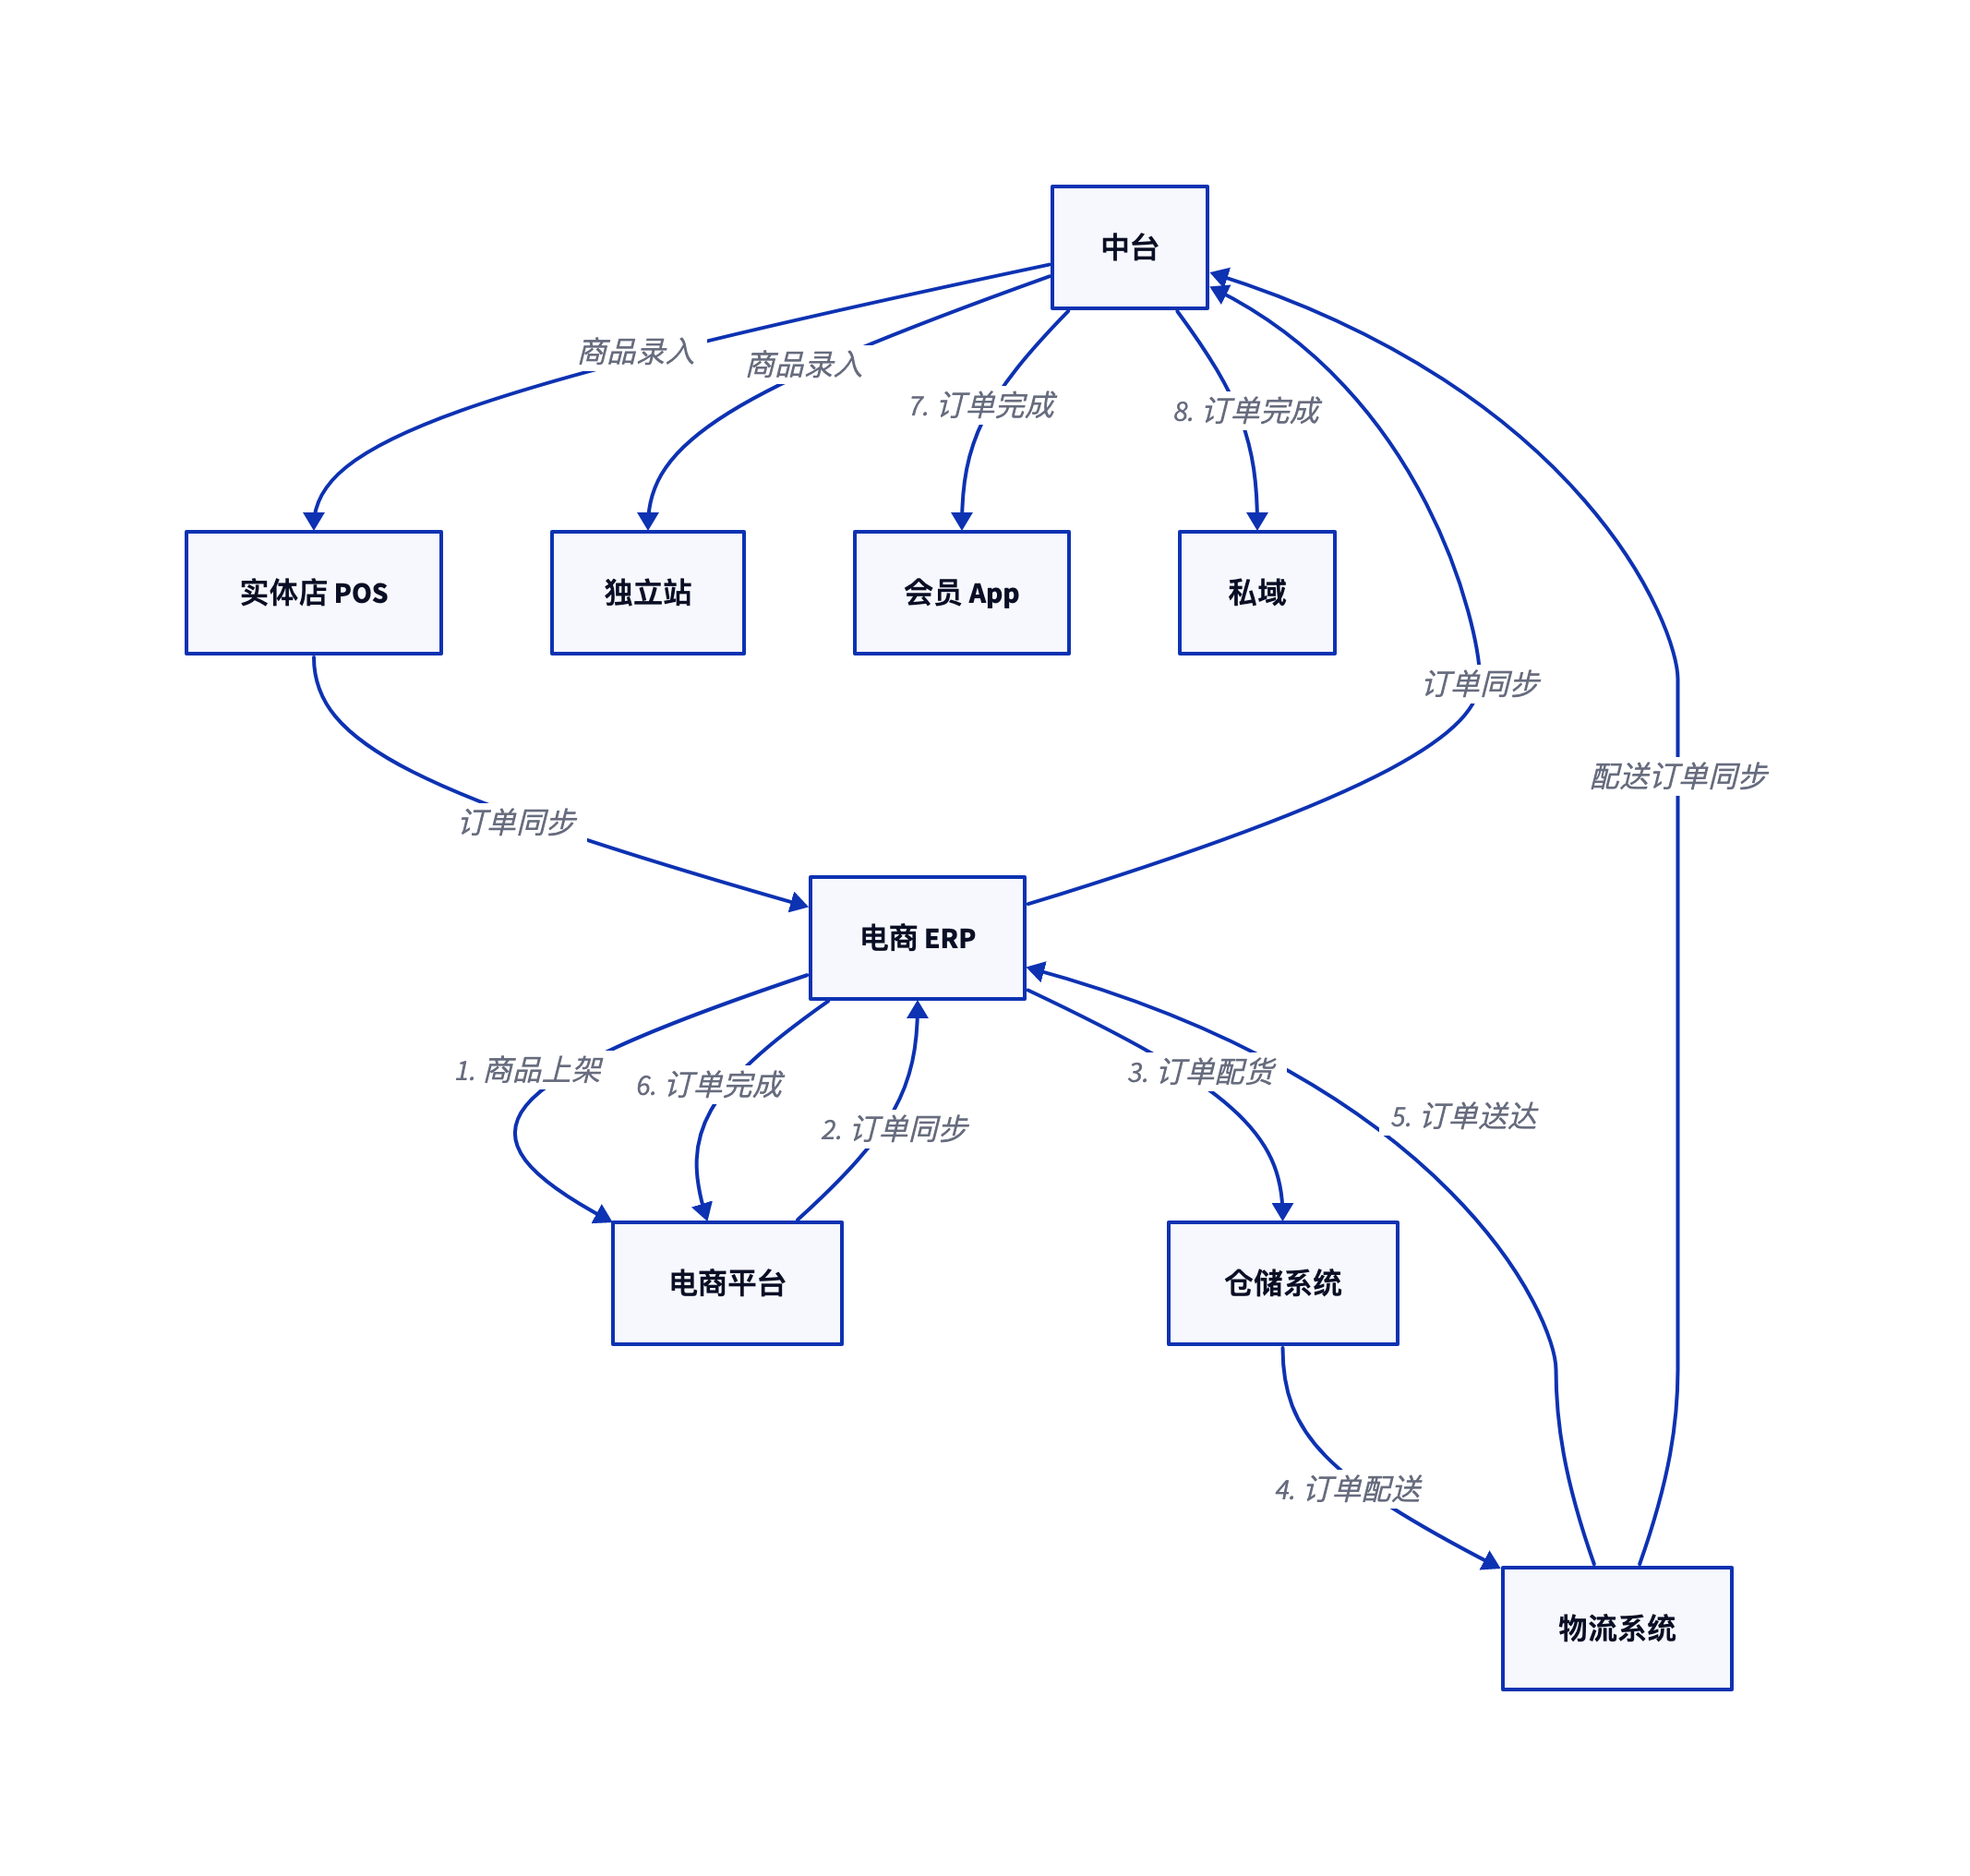 中台
商品录入
商品录入
7. 订单完成
8. 订单完成
实体店 POS
独立站
会员 App
私域
订单同步
配送订单同步
订单同步
电商 ERP
1. 商品上架
6. 订单完成
2. 订单同步
3. 订单配货
5. 订单送达
电商平台
仓储系统
4. 订单配送
物流系统